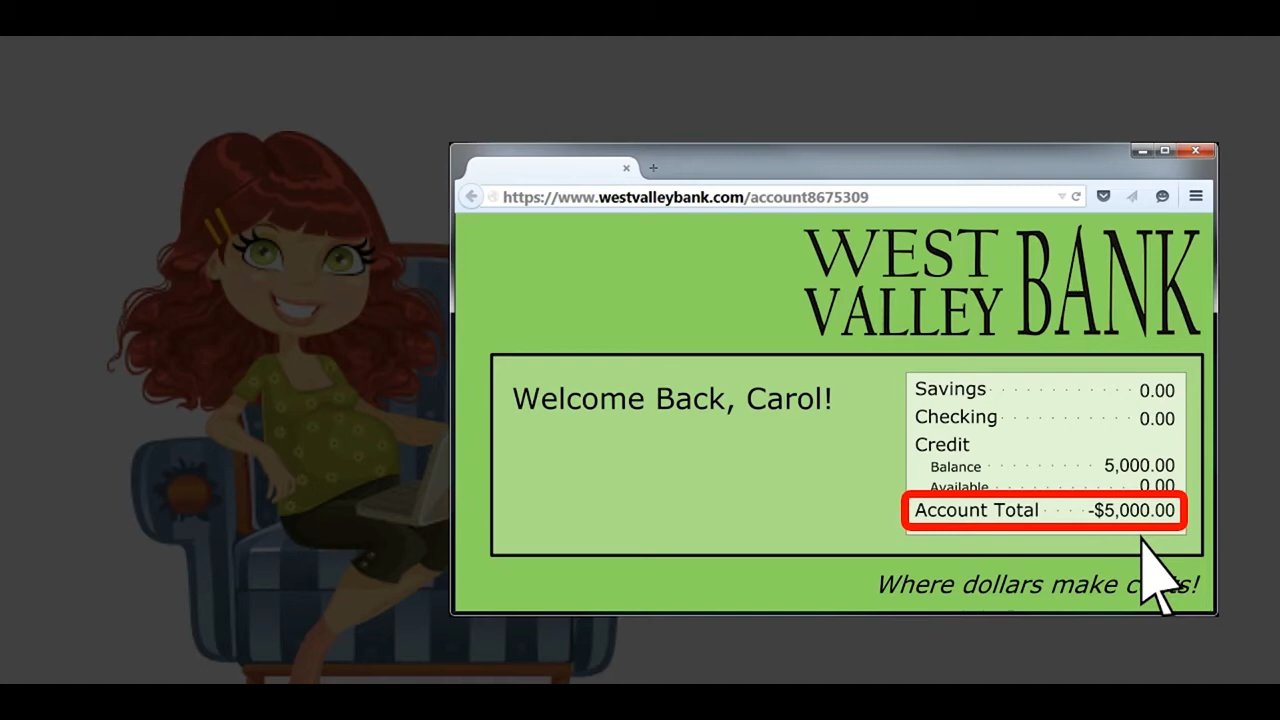 https://www.westvalleybank.com/account8675309
WEST
VALLEY
BANK
Welcome Back, Carol!
Savings 0.00
Checking 0.00
Credit
Balance 5,000.00
Available 0.00
Account Total -$5,000.00
Where dollars make